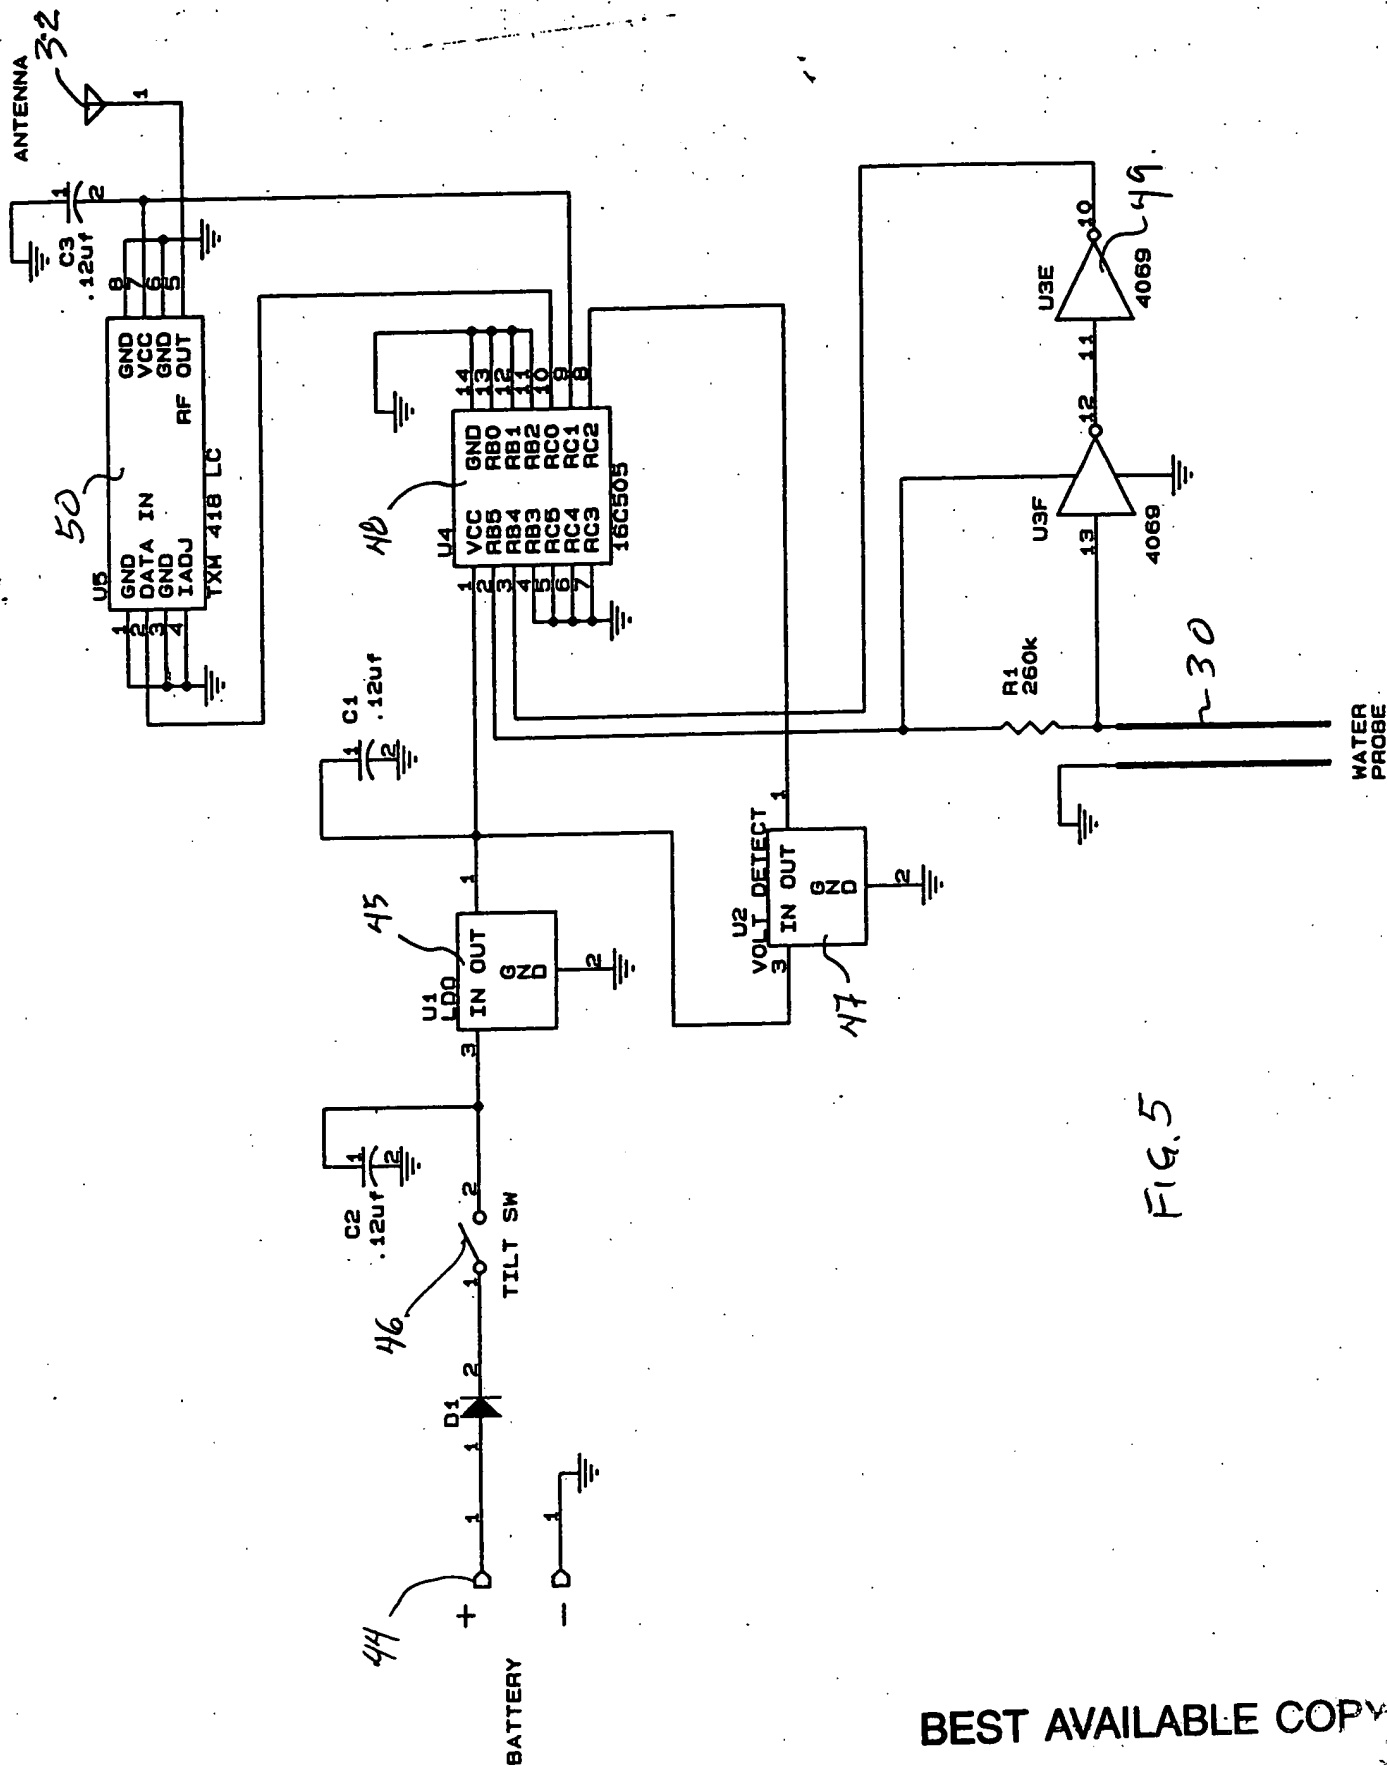 BATTERY
+
-
44
1
1
1
D1
2
46
1
TILT SW
2
C2
.12uf
1
2
3
U1
LDO
IN OUT
GND
45
2
1
C1
.12uf
1
2
U2
VOLT DETECT
IN OUT
GND
47
3
2
1
48
U4
VCC
RB5
RB4
RB3
RC5
RC4
RC3
1
2
3
4
5
6
7
GND
RB0
RB1
RB2
RC0
RC1
RC2
14
13
12
11
10
9
8
16C505
50
U5
GND
DATA IN
GND
IADJ
1
2
3
4
GND
VCC
GND
RF OUT
8
7
6
5
TXM 418 LC
C3
.12uf
1
2
ANTENNA
32
1
R1
260k
30
WATER
PROBE
U3F
4069
13
12
U3E
4069
11
10
49
FIG. 5
BEST AVAILABLE COPY